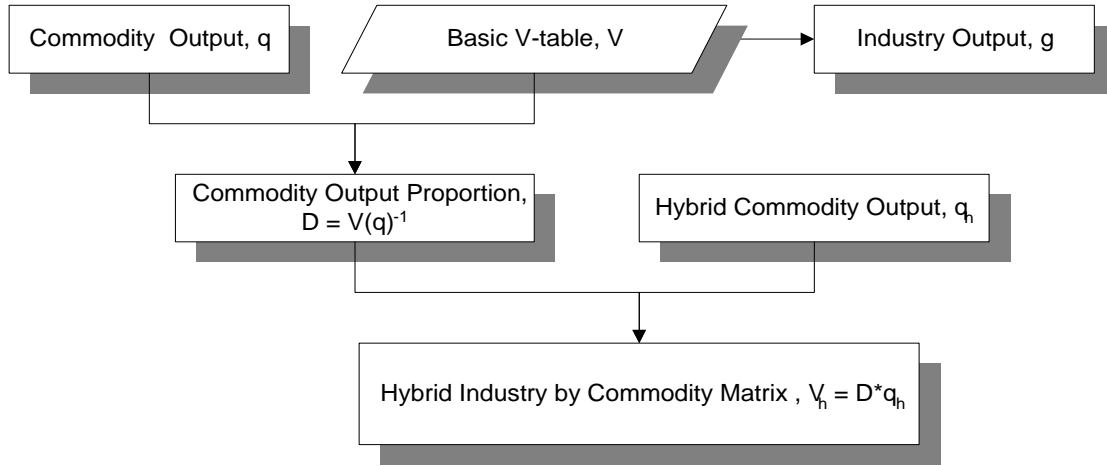 Commodity Output, q
Basic V-table, V
Industry Output, g
Commodity Output Proportion,
D = V(q)⁻¹
Hybrid Commodity Output, qₕ
Hybrid Industry by Commodity Matrix , Vₕ = D*qₕ